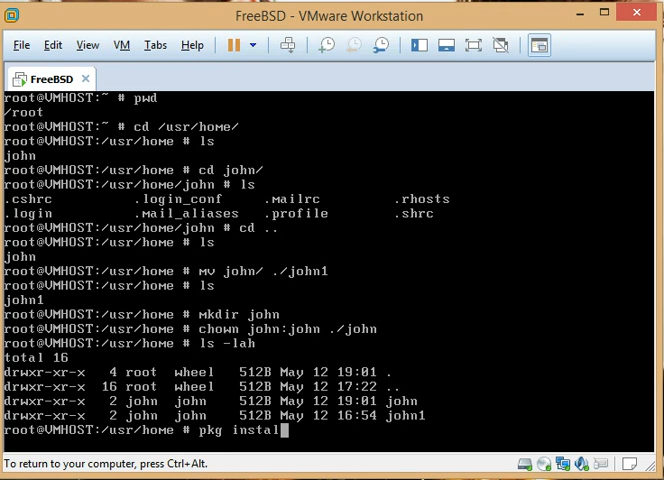 FreeBSD - VMware Workstation
File Edit View VM Tabs Help
FreeBSD
root@VMHOST:~ # pwd
/root
root@VMHOST:~ # cd /usr/home/
root@VMHOST:/usr/home # ls
john
root@VMHOST:/usr/home # cd john/
root@VMHOST:/usr/home/john # ls
.cshrc .login_conf .mailrc .rhosts
.login .mail_aliases .profile .shrc
root@VMHOST:/usr/home/john # cd ..
root@VMHOST:/usr/home # ls
john
root@VMHOST:/usr/home # mv john/ ./john1
root@VMHOST:/usr/home # ls
john1
root@VMHOST:/usr/home # mkdir john
root@VMHOST:/usr/home # chown john:john ./john
root@VMHOST:/usr/home # ls -lah
total 16
drwxr-xr-x 4 root wheel 512B May 12 19:01 .
drwxr-xr-x 16 root wheel 512B May 12 17:22 ..
drwxr-xr-x 2 john john 512B May 12 19:01 john
drwxr-xr-x 2 john john 512B May 12 16:54 john1
root@VMHOST:/usr/home # pkg instal
To return to your computer, press Ctrl+Alt.